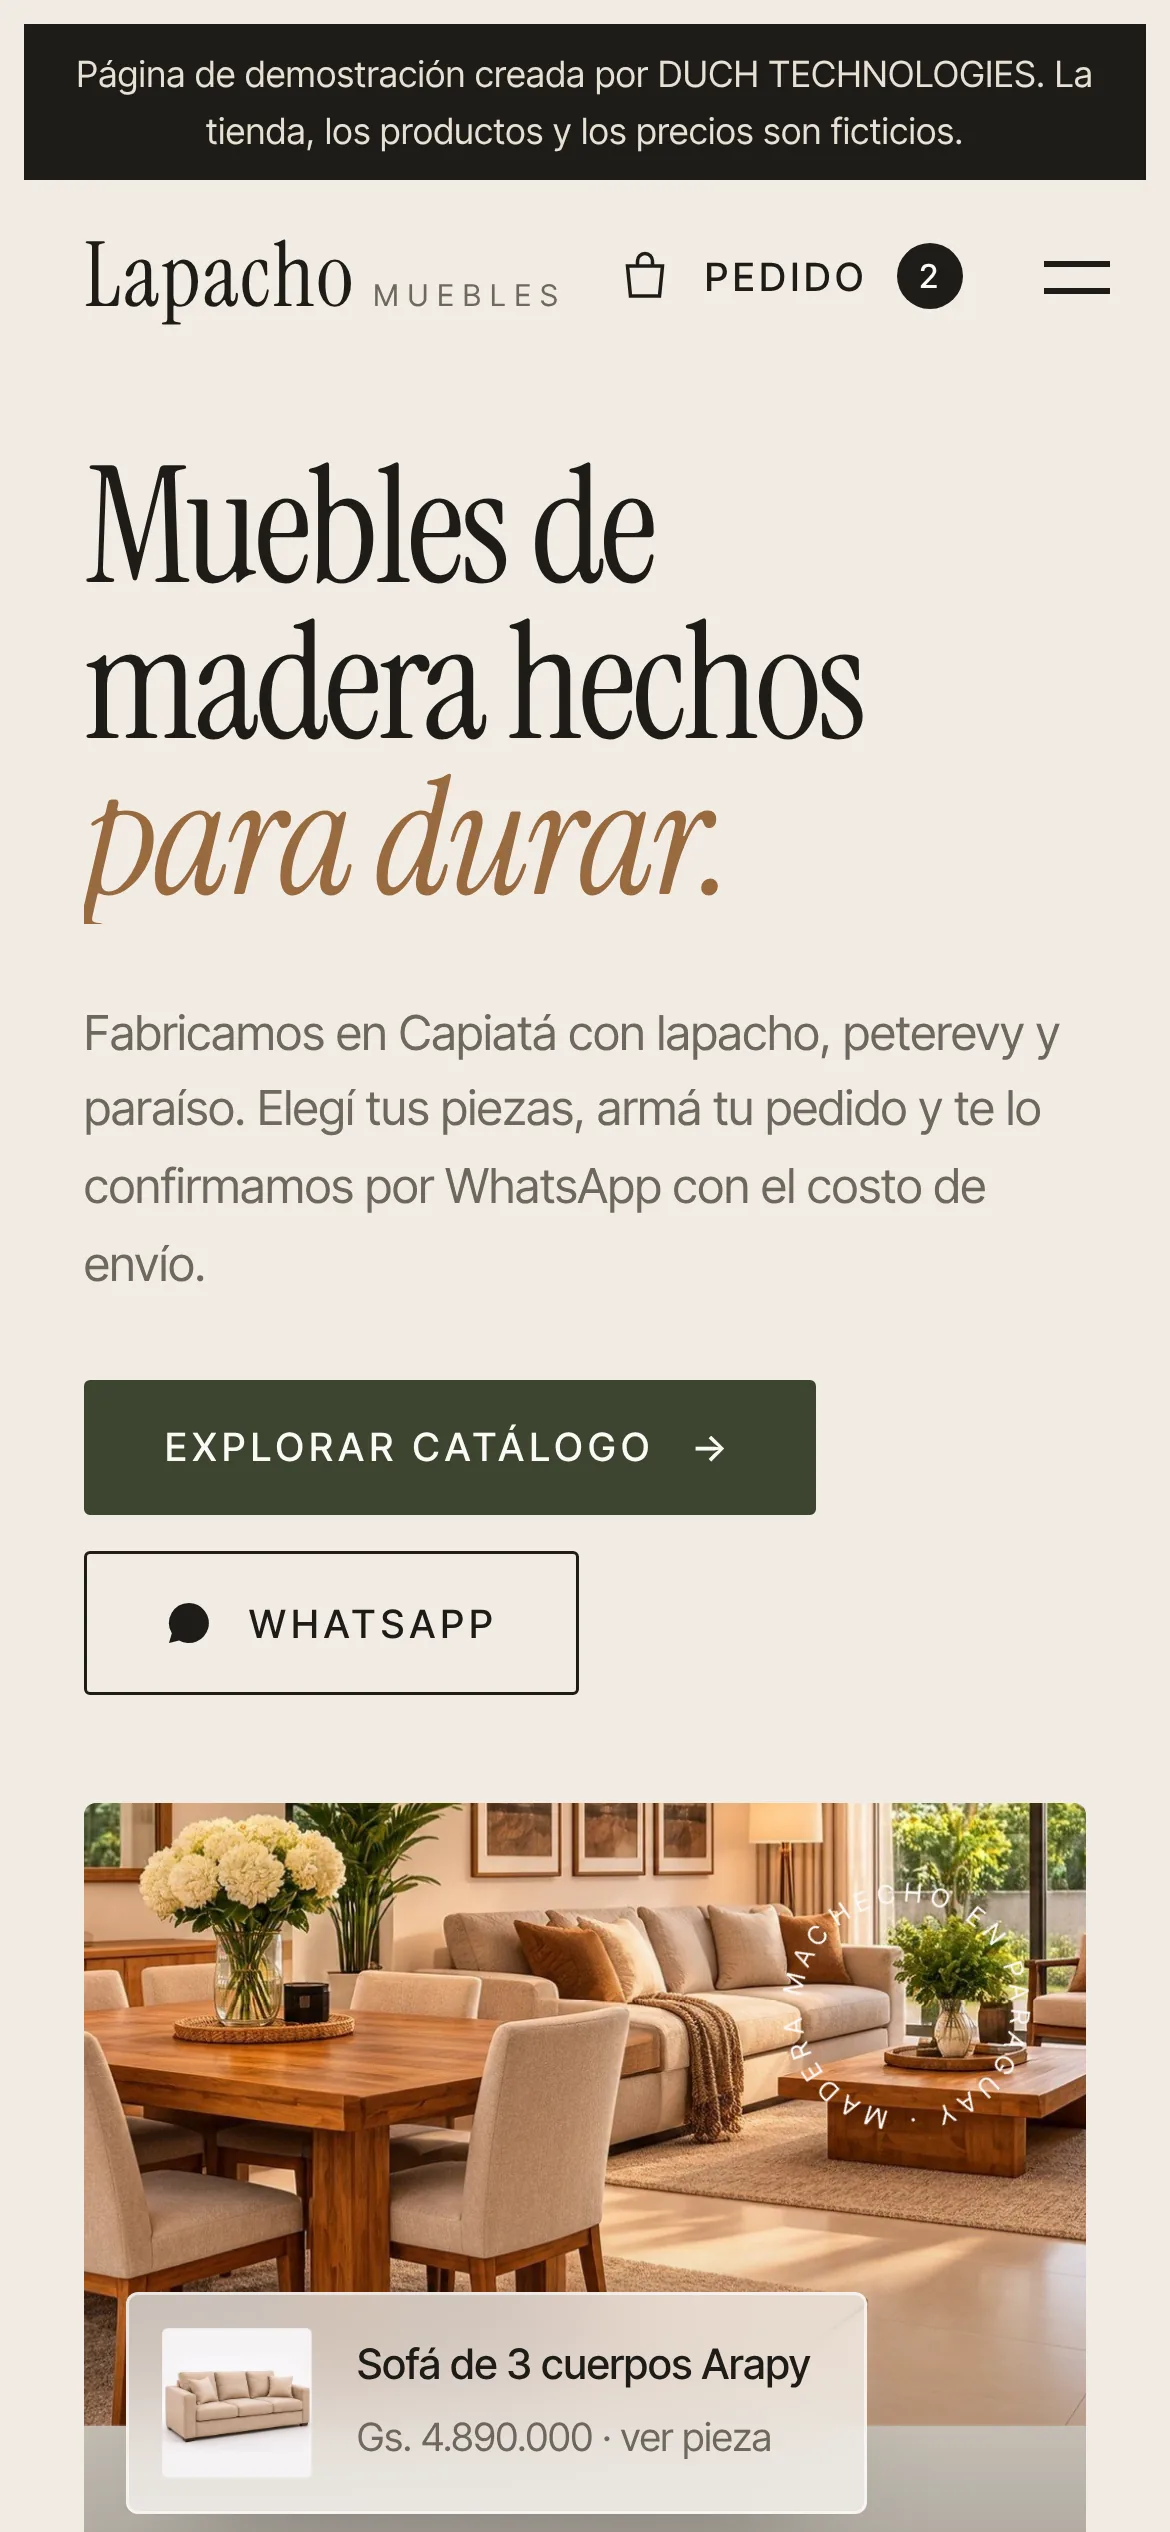 Página de demostración creada por DUCH TECHNOLOGIES. La
tienda, los productos y los precios son ficticios.
Lapacho MUEBLES PEDIDO 2
Muebles de
madera hechos
para durar.
Fabricamos en Capiatá con lapacho, peterevy y
paraíso. Elegí tus piezas, armá tu pedido y te lo
confirmamos por WhatsApp con el costo de
envío.
EXPLORAR CATÁLOGO →
WHATSAPP
HECHO EN PARAGUAY · MADERA MAC
Sofá de 3 cuerpos Arapy
Gs. 4.890.000 · ver pieza